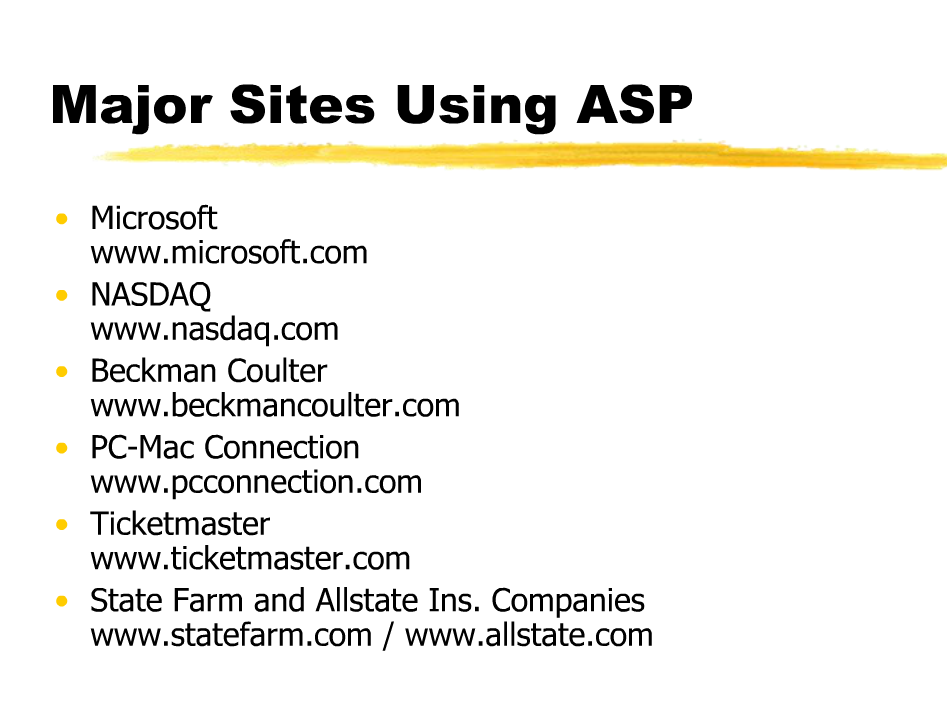 Major Sites Using ASP
• Microsoft
www.microsoft.com
• NASDAQ
www.nasdaq.com
• Beckman Coulter
www.beckmancoulter.com
• PC-Mac Connection
www.pcconnection.com
• Ticketmaster
www.ticketmaster.com
• State Farm and Allstate Ins. Companies
www.statefarm.com / www.allstate.com